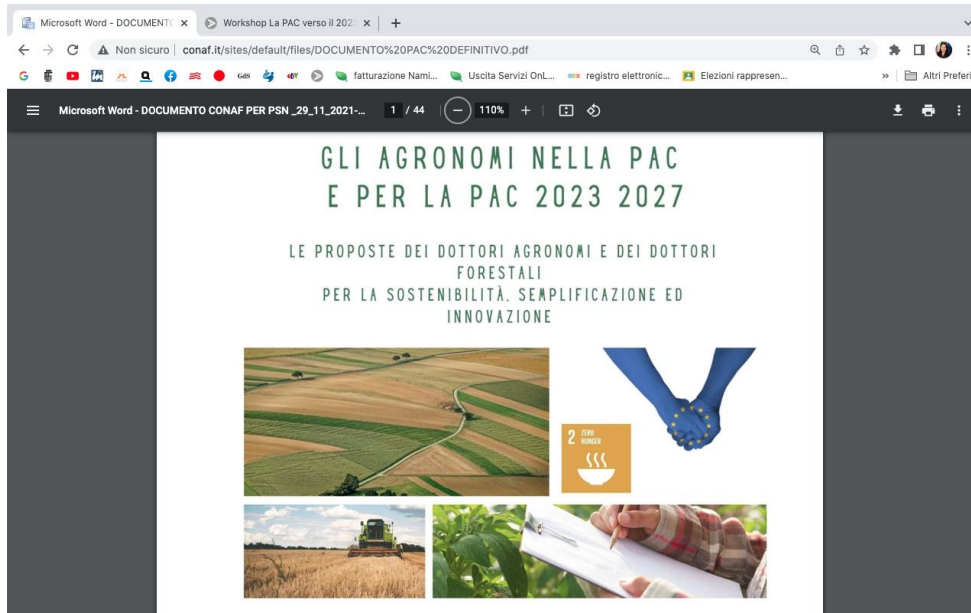 Microsoft Word - DOCUMENTO
Workshop La PAC verso il 202
Non sicuro | conaf.it/sites/default/files/DOCUMENTO%20PAC%20DEFINITIVO.pdf
GdS
fatturazione Nami...
Uscita Servizi OnL...
registro elettronic...
Elezioni rappresen...
» Altri Preferi
Microsoft Word - DOCUMENTO CONAF PER PSN _29_11_2021-...
1 / 44
110%
GLI AGRONOMI NELLA PAC
E PER LA PAC 2023 2027
LE PROPOSTE DEI DOTTORI AGRONOMI E DEI DOTTORI
FORESTALI
PER LA SOSTENIBILITÀ, SEMPLIFICAZIONE ED
INNOVAZIONE
2 ZERO
HUNGER